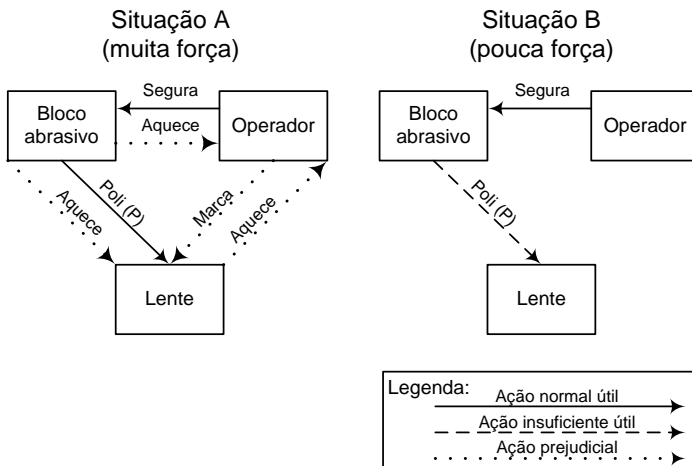 Situação A
(muita força)
Segura
Bloco
abrasivo
Operador
Aquece
Aquece
Poli (P)
Marca
Aquece
Lente
Situação B
(pouca força)
Segura
Bloco
abrasivo
Operador
Poli (P)
Lente
Legenda:
Ação normal útil
Ação insuficiente útil
Ação prejudicial